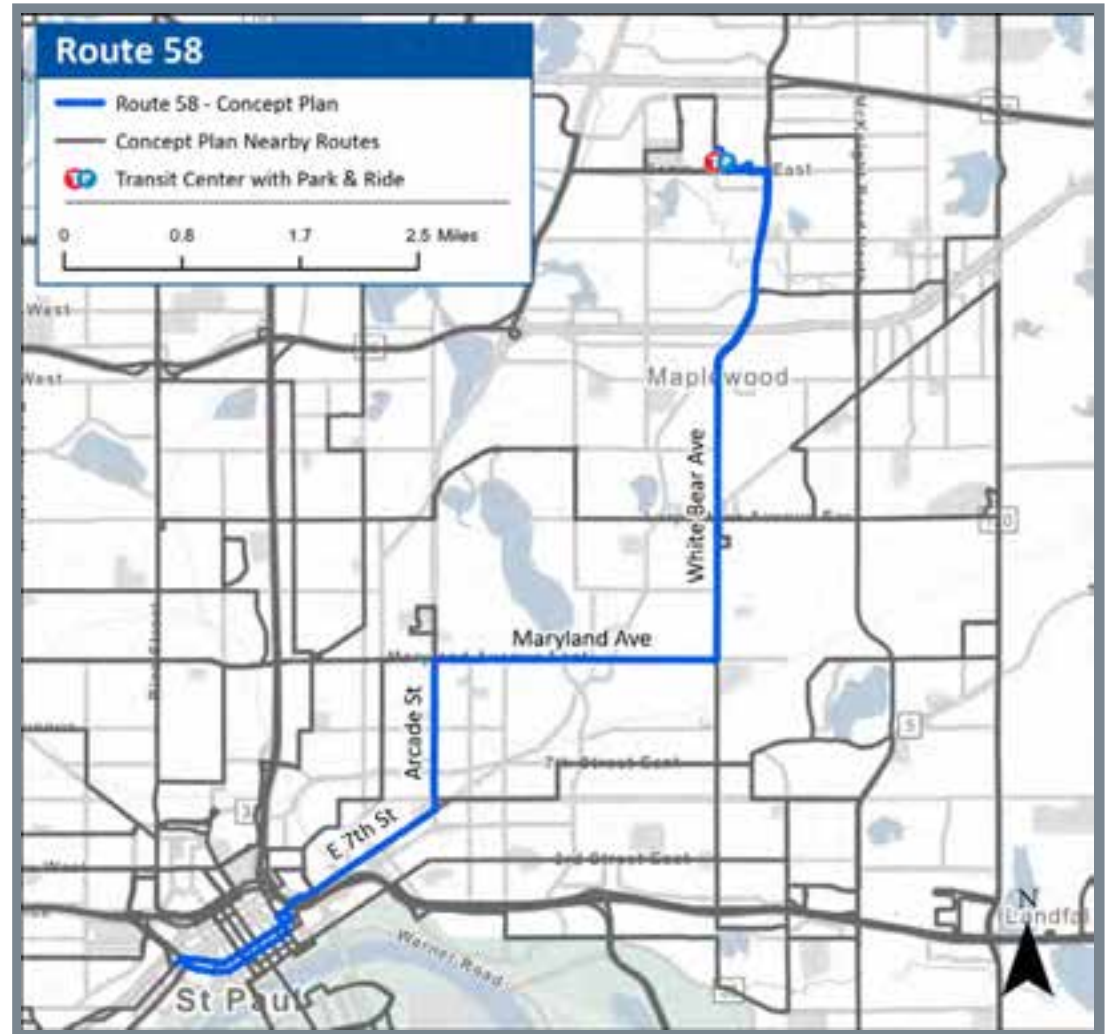 Route 58
Route 58 - Concept Plan
Concept Plan Nearby Routes
Transit Center with Park & Ride
0 0.8 1.7 2.5 Miles
East
West
West
Maplewood
White Bear Ave
Maryland Ave
Arcade St
5
7th Street East
E 7th St
3rd Street East
N
Warner Road
St Paul